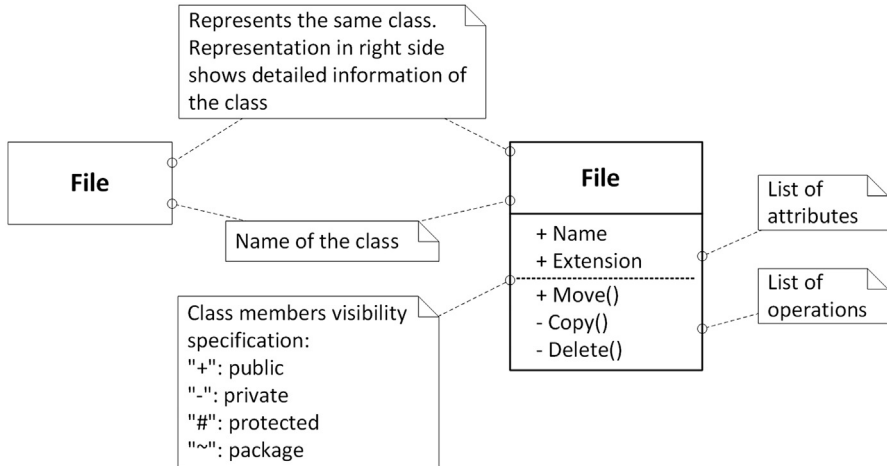 Represents the same class.
Representation in right side
shows detailed information of
the class
File
File
Name of the class
+ Name
+ Extension
+ Move()
- Copy()
- Delete()
List of
attributes
List of
operations
Class members visibility
specification:
"+": public
"-": private
"#": protected
"~": package